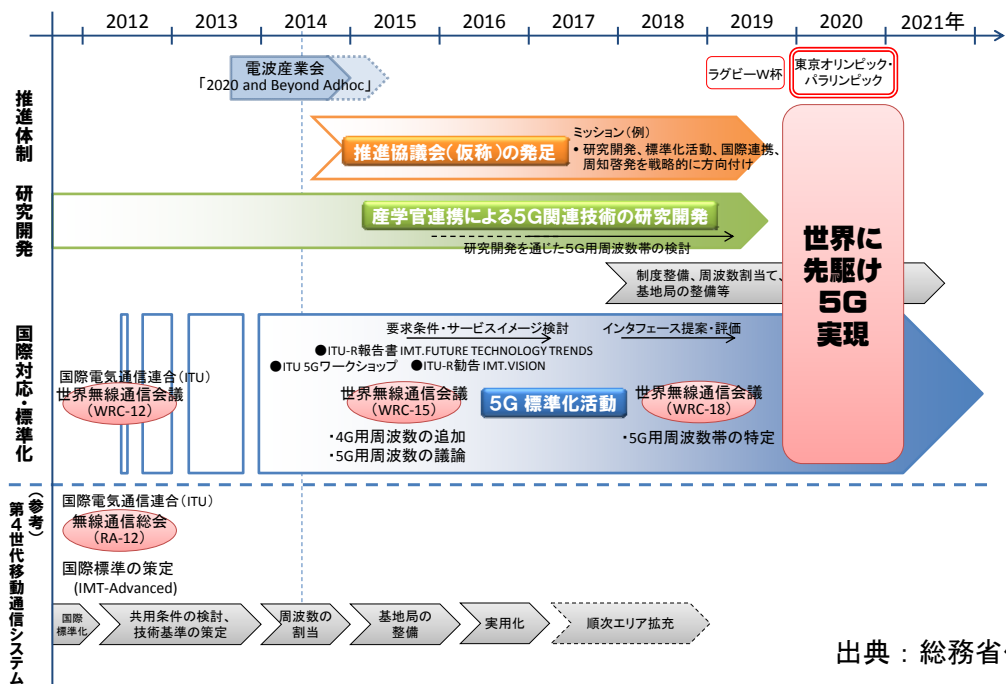 2012 2013 2014 2015 2016 2017 2018 2019 2020 2021年
推進体制
電波産業会
「2020 and Beyond Adhoc」
ラグビーW杯
東京オリンピック・
パラリンピック
推進協議会(仮称)の発足
ミッション(例)
• 研究開発、標準化活動、国際連携、
周知啓発を戦略的に方向付け
研究開発
産学官連携による5G関連技術の研究開発
研究開発を通じた5G用周波数帯の検討
制度整備、周波数割当て、
基地局の整備等
世界に
先駆け
5G
実現
国際対応・標準化
要求条件・サービスイメージ検討
インタフェース提案・評価
●ITU-R報告書 IMT.FUTURE TECHNOLOGY TRENDS
●ITU 5Gワークショップ
●ITU-R勧告 IMT.VISION
国際電気通信連合(ITU)
世界無線通信会議
(WRC-12)
世界無線通信会議
(WRC-15)
・4G用周波数の追加
・5G用周波数の議論
5G 標準化活動
世界無線通信会議
(WRC-18)
・5G用周波数帯の特定
(参考)
第4世代移動通信システム
国際電気通信連合(ITU)
無線通信総会
(RA-12)
国際標準の策定
(IMT-Advanced)
国際
標準化
共用条件の検討、
技術基準の策定
周波数の
割当
基地局の
整備
実用化
順次エリア拡充
出典：総務省